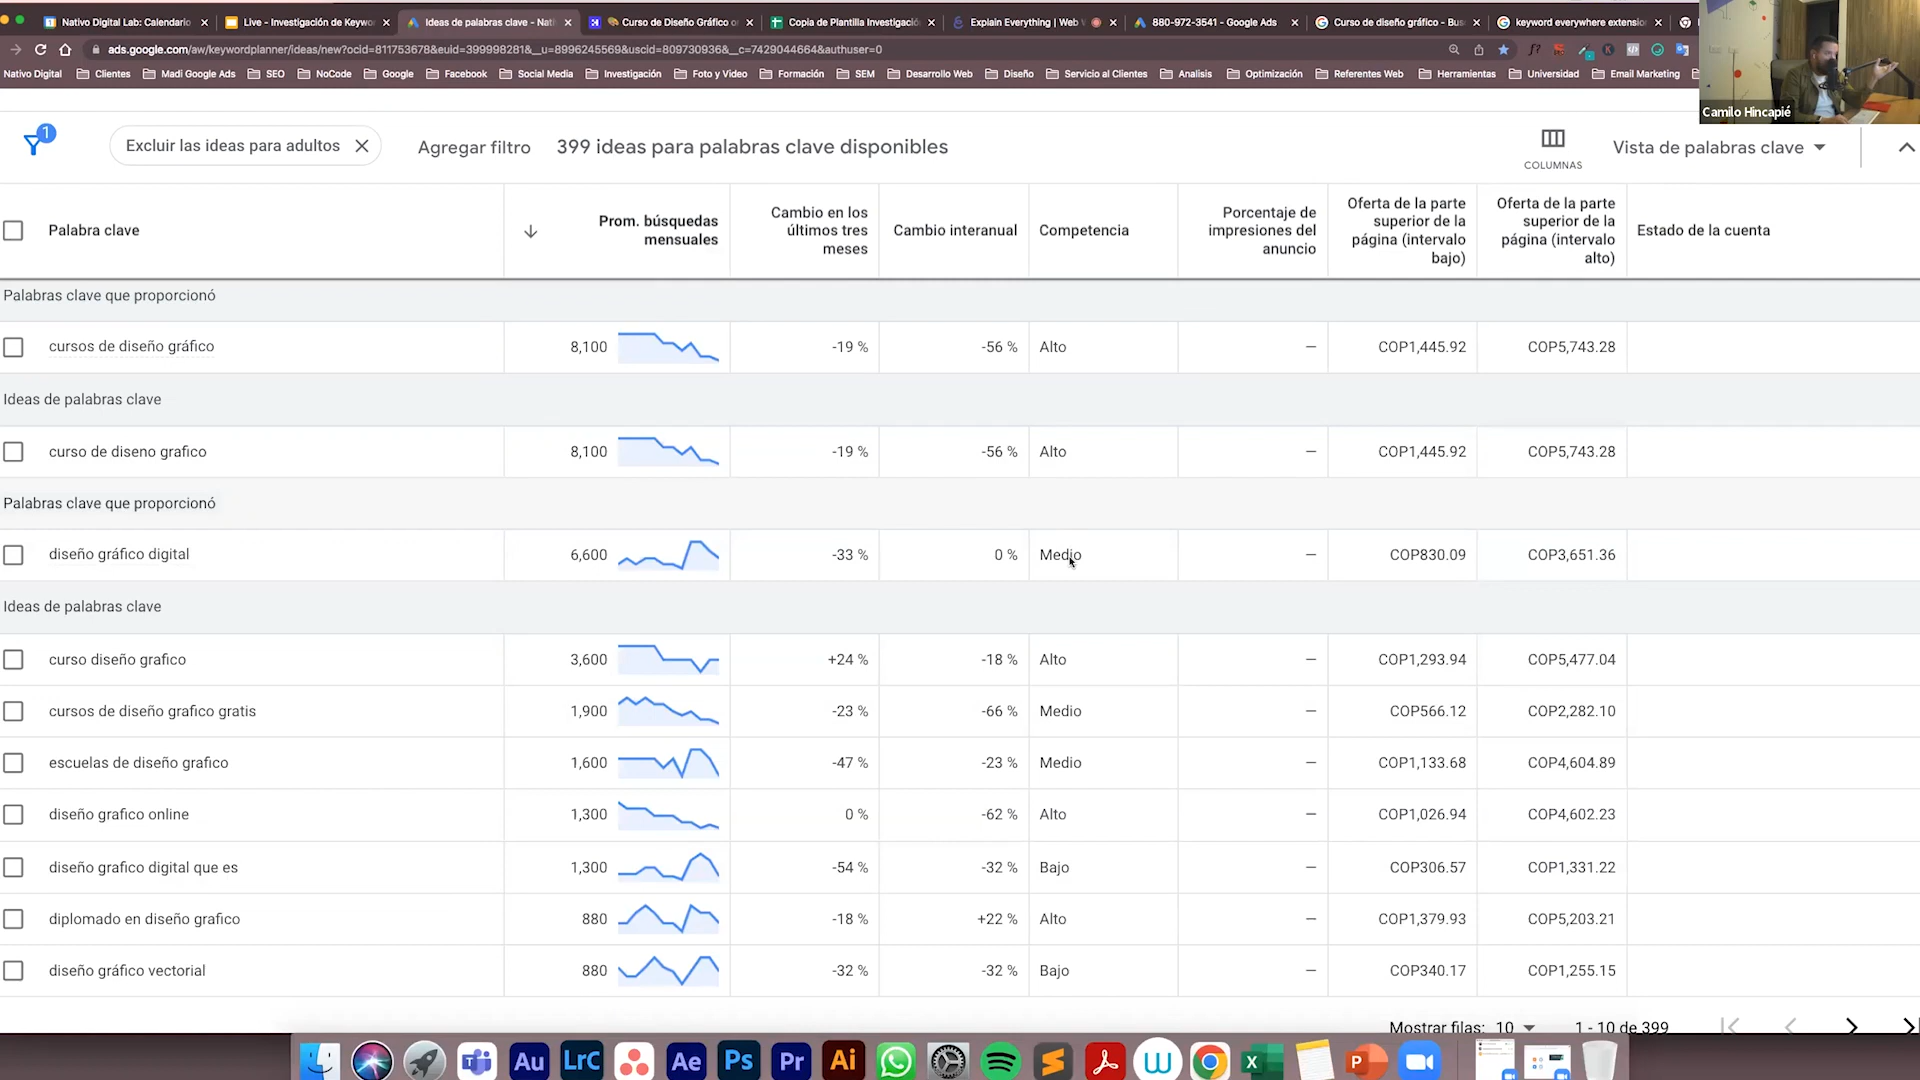 Nativo Digital Lab: Calendario
Live - Investigación de Keywo
Ideas de palabras clave - Nati
Curso de Diseño Gráfico o
Copia de Plantilla Investigació
Explain Everything | Web
880-972-3541 - Google Ads
Curso de diseño gráfico - Bus
keyword everywhere extensio
ads.google.com/aw/keywordplanner/ideas/new?ocid=811753678&euid=399998281&__u=8996245569&uscid=809730936&__c=7429044664&authuser=0
Nativo Digital
Clientes
Madi Google Ads
SEO
NoCode
Google
Facebook
Social Media
Investigación
Foto y Video
Formación
SEM
Desarrollo Web
Diseño
Servicio al Clientes
Analisis
Optimización
Referentes Web
Herramientas
Universidad
Email Marketing
Camilo Hincapié
1
Excluir las ideas para adultos
Agregar filtro
399 ideas para palabras clave disponibles
COLUMNAS
Vista de palabras clave
Palabra clave
Prom. búsquedas mensuales
Cambio en los últimos tres meses
Cambio interanual
Competencia
Porcentaje de impresiones del anuncio
Oferta de la parte superior de la página (intervalo bajo)
Oferta de la parte superior de la página (intervalo alto)
Estado de la cuenta
Palabras clave que proporcionó
cursos de diseño gráfico 8,100 -19 % -56 % Alto — COP1,445.92 COP5,743.28
Ideas de palabras clave
curso de diseno grafico 8,100 -19 % -56 % Alto — COP1,445.92 COP5,743.28
Palabras clave que proporcionó
diseño gráfico digital 6,600 -33 % 0 % Medio — COP830.09 COP3,651.36
Ideas de palabras clave
curso diseño grafico 3,600 +24 % -18 % Alto — COP1,293.94 COP5,477.04
cursos de diseño grafico gratis 1,900 -23 % -66 % Medio — COP566.12 COP2,282.10
escuelas de diseño grafico 1,600 -47 % -23 % Medio — COP1,133.68 COP4,604.89
diseño grafico online 1,300 0 % -62 % Alto — COP1,026.94 COP4,602.23
diseño grafico digital que es 1,300 -54 % -32 % Bajo — COP306.57 COP1,331.22
diplomado en diseño grafico 880 -18 % +22 % Alto — COP1,379.93 COP5,203.21
diseño gráfico vectorial 880 -32 % -32 % Bajo — COP340.17 COP1,255.15
Mostrar filas: 10
1 - 10 de 399
Au
LrC
Ae
Ps
Pr
Ai